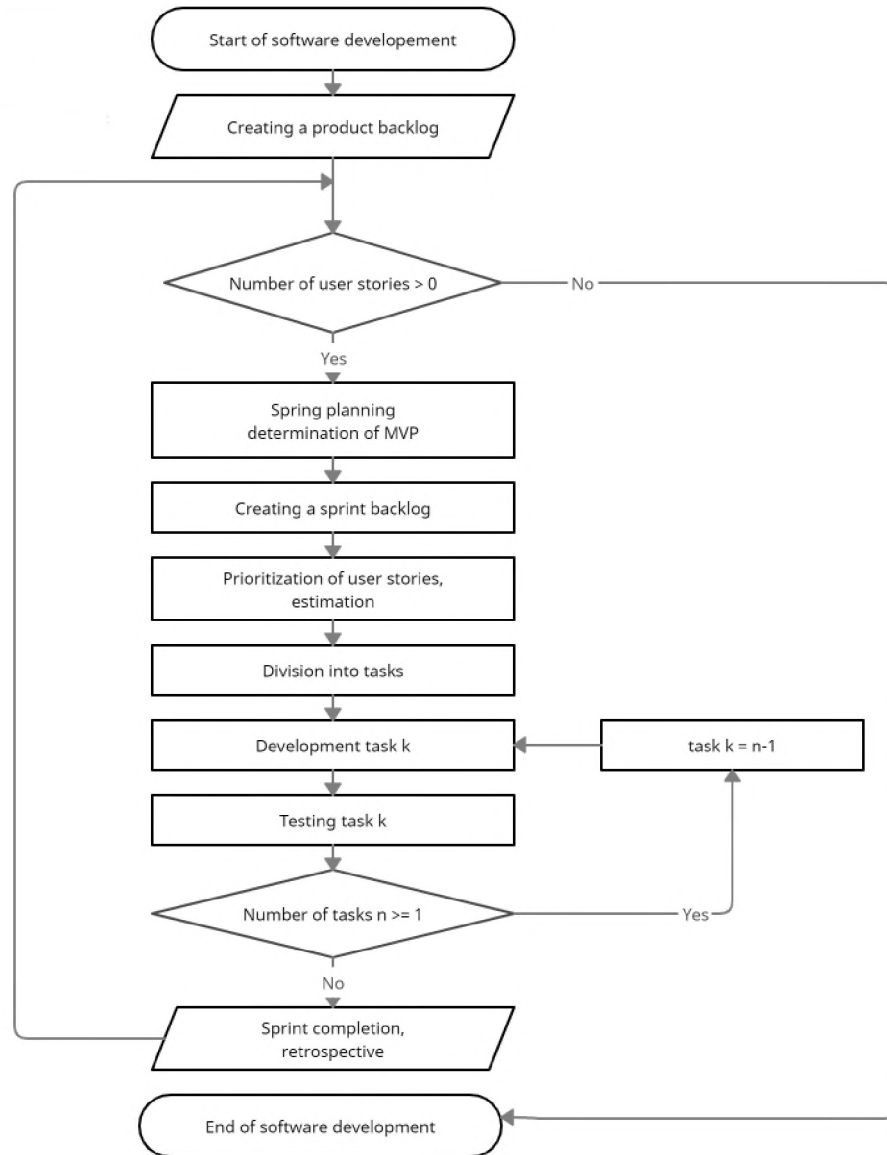 Start of software developement
Creating a product backlog
Number of user stories > 0
No
Yes
Spring planning
determination of MVP
Creating a sprint backlog
Prioritization of user stories,
estimation
Division into tasks
Development task k
task k = n-1
Testing task k
Number of tasks n >= 1
Yes
No
Sprint completion,
retrospective
End of software development